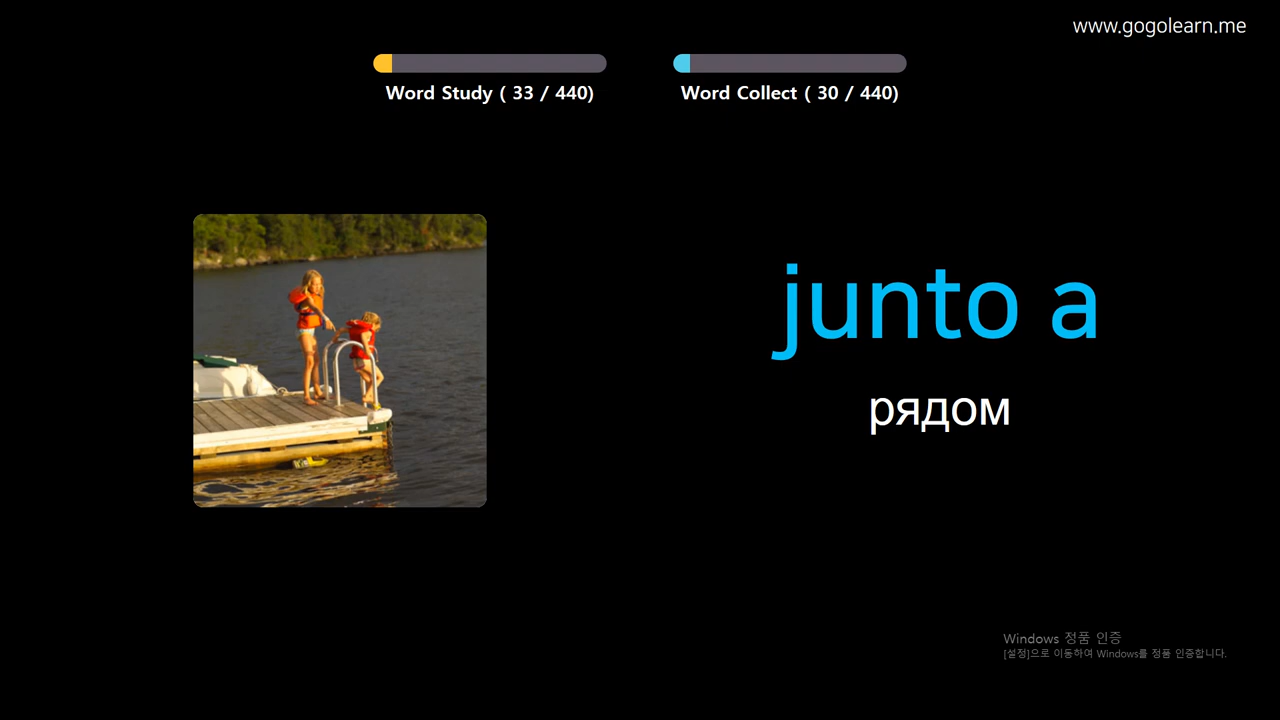 www.gogolearn.me
Word Study ( 33 / 440)
Word Collect ( 30 / 440)
junto a
рядом
Windows 정품 인증
[설정]으로 이동하여 Windows를 정품 인증합니다.